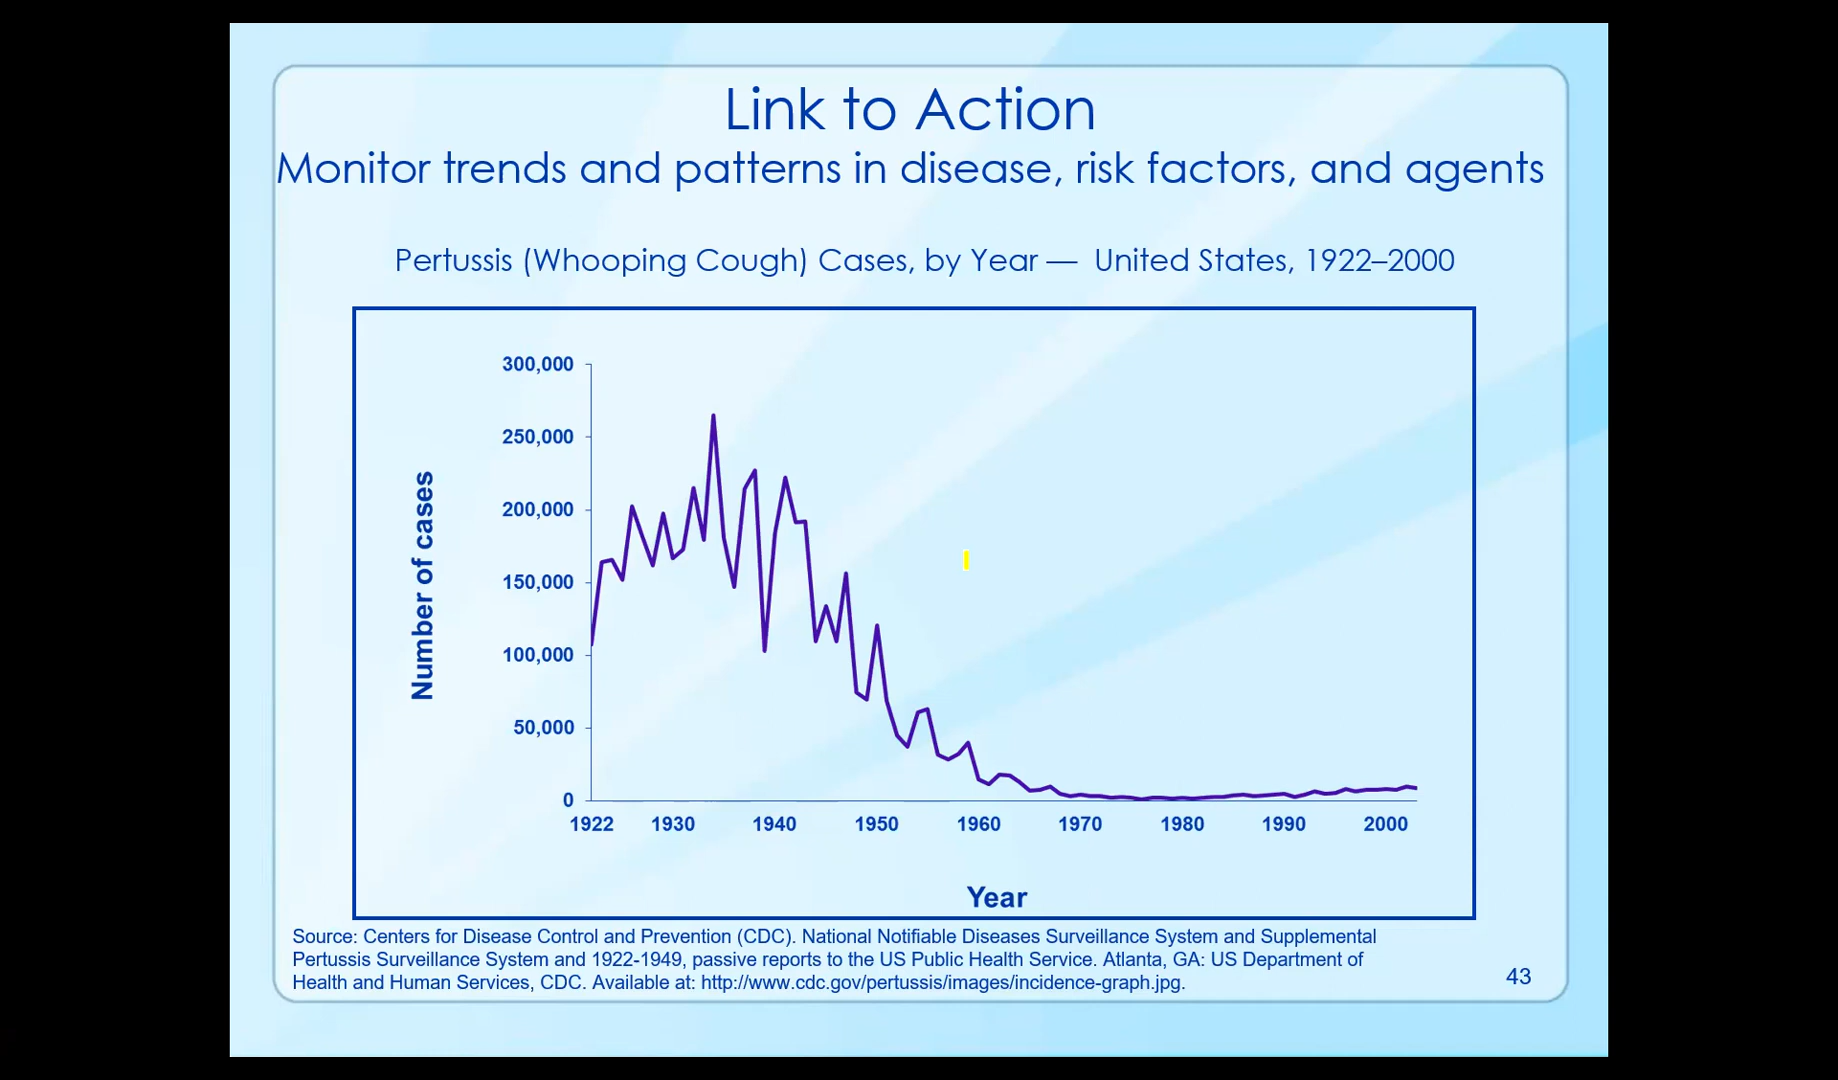 Link to Action
Monitor trends and patterns in disease, risk factors, and agents
Pertussis (Whooping Cough) Cases, by Year — United States, 1922–2000
300,000
250,000
200,000
150,000
100,000
50,000
0
Number of cases
1922 1930 1940 1950 1960 1970 1980 1990 2000
Year
Source: Centers for Disease Control and Prevention (CDC). National Notifiable Diseases Surveillance System and Supplemental
Pertussis Surveillance System and 1922-1949, passive reports to the US Public Health Service. Atlanta, GA: US Department of
Health and Human Services, CDC. Available at: http://www.cdc.gov/pertussis/images/incidence-graph.jpg.
43